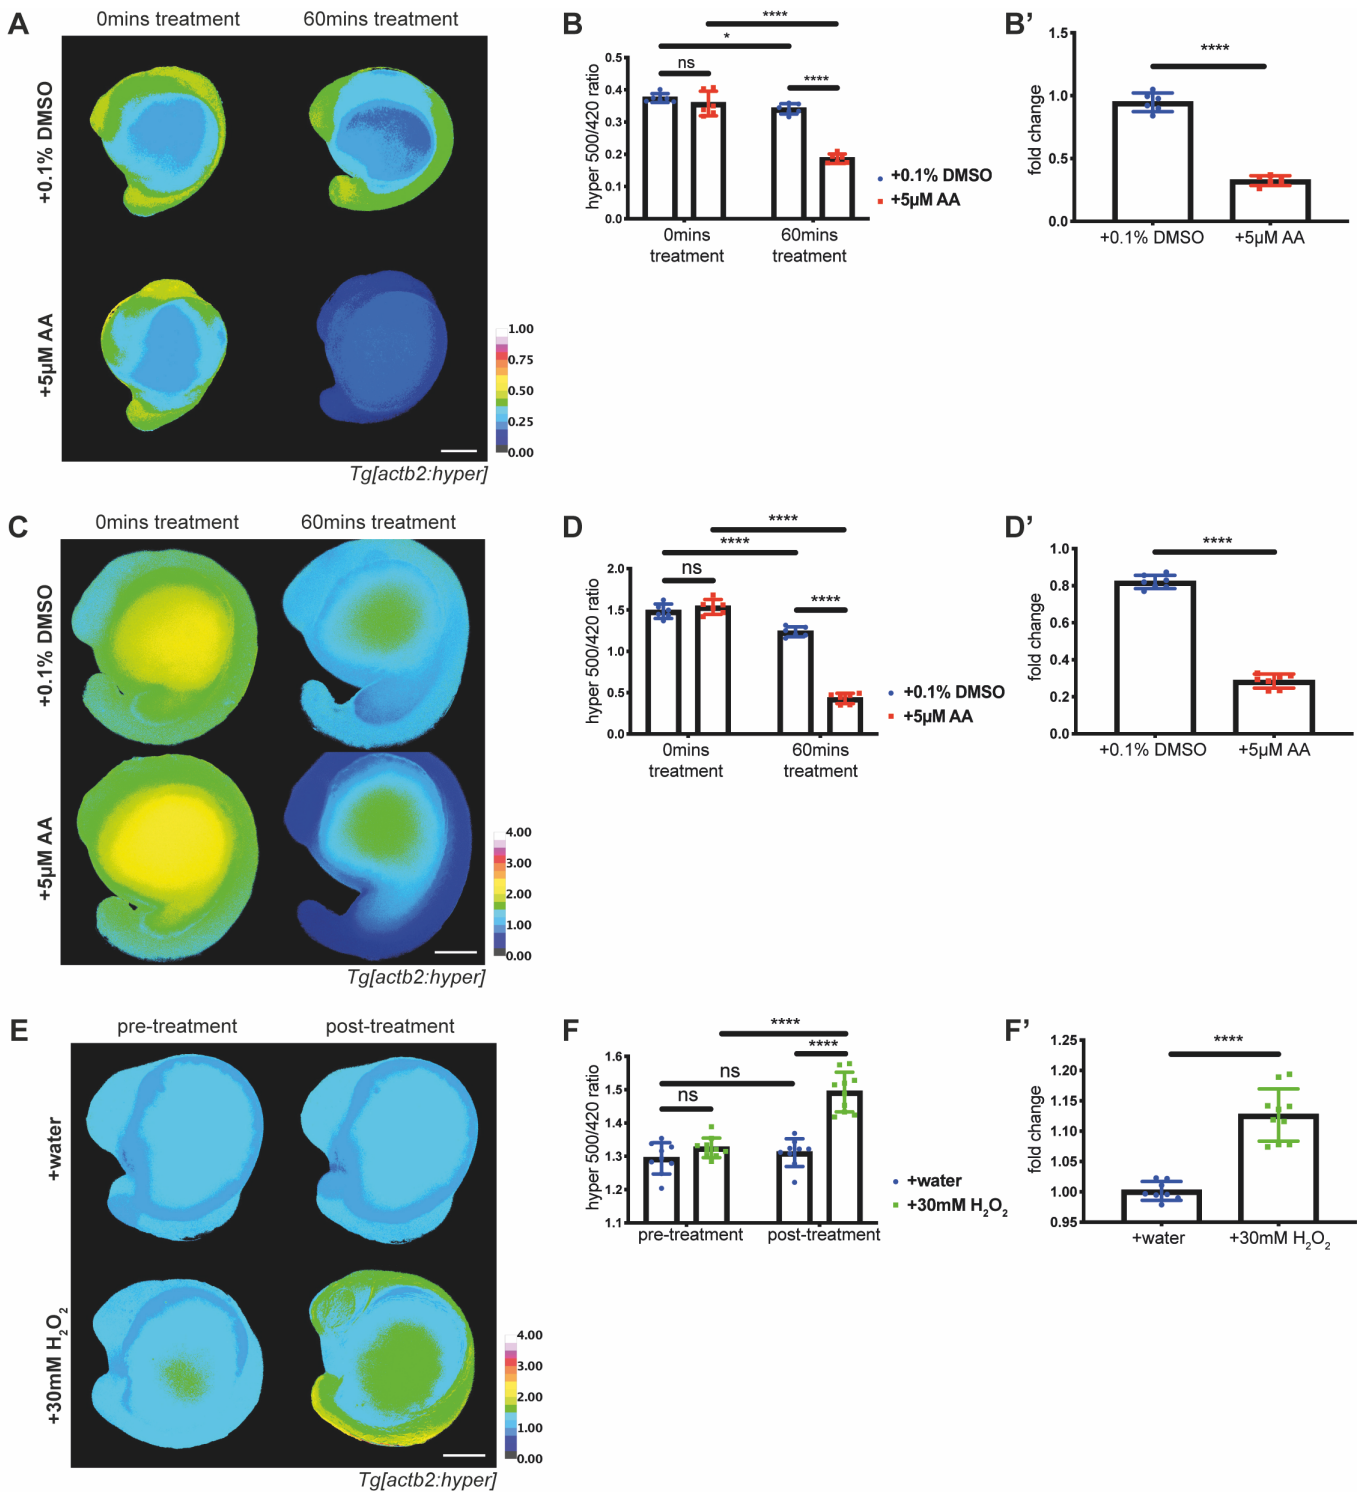 A
0mins treatment
60mins treatment
+0.1% DMSO
+5µM AA
1.00
0.75
0.50
0.25
0.00
Tg[actb2:hyper]
B
****
*
ns
****
hyper 500/420 ratio
0.5
0.4
0.3
0.2
0.1
0.0
0mins
treatment
60mins
treatment
+0.1% DMSO
+5µM AA
B'
****
fold change
1.5
1.0
0.5
0.0
+0.1% DMSO
+5µM AA
C
0mins treatment
60mins treatment
+0.1% DMSO
+5µM AA
4.00
3.00
2.00
1.00
0.00
Tg[actb2:hyper]
D
****
****
ns
****
hyper 500/420 ratio
2.0
1.5
1.0
0.5
0.0
0mins
treatment
60mins
treatment
+0.1% DMSO
+5µM AA
D'
****
fold change
1.0
0.8
0.6
0.4
0.2
0.0
+0.1% DMSO
+5µM AA
E
pre-treatment
post-treatment
+water
+30mM H₂O₂
4.00
3.00
2.00
1.00
0.00
Tg[actb2:hyper]
F
****
****
ns
ns
hyper 500/420 ratio
1.6
1.5
1.4
1.3
1.2
1.1
pre-treatment
post-treatment
+water
+30mM H₂O₂
F'
****
fold change
1.25
1.20
1.15
1.10
1.05
1.00
0.95
+water
+30mM H₂O₂